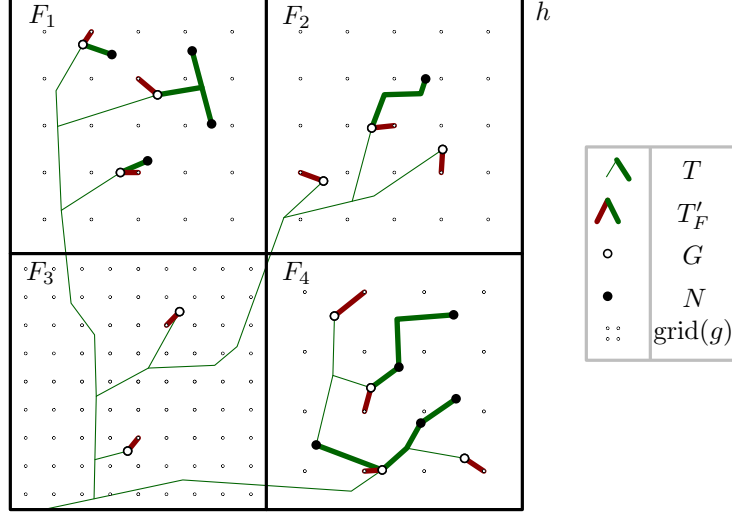 F₁ F₂ h
F₃ F₄
T
T′F
G
N
grid(g)